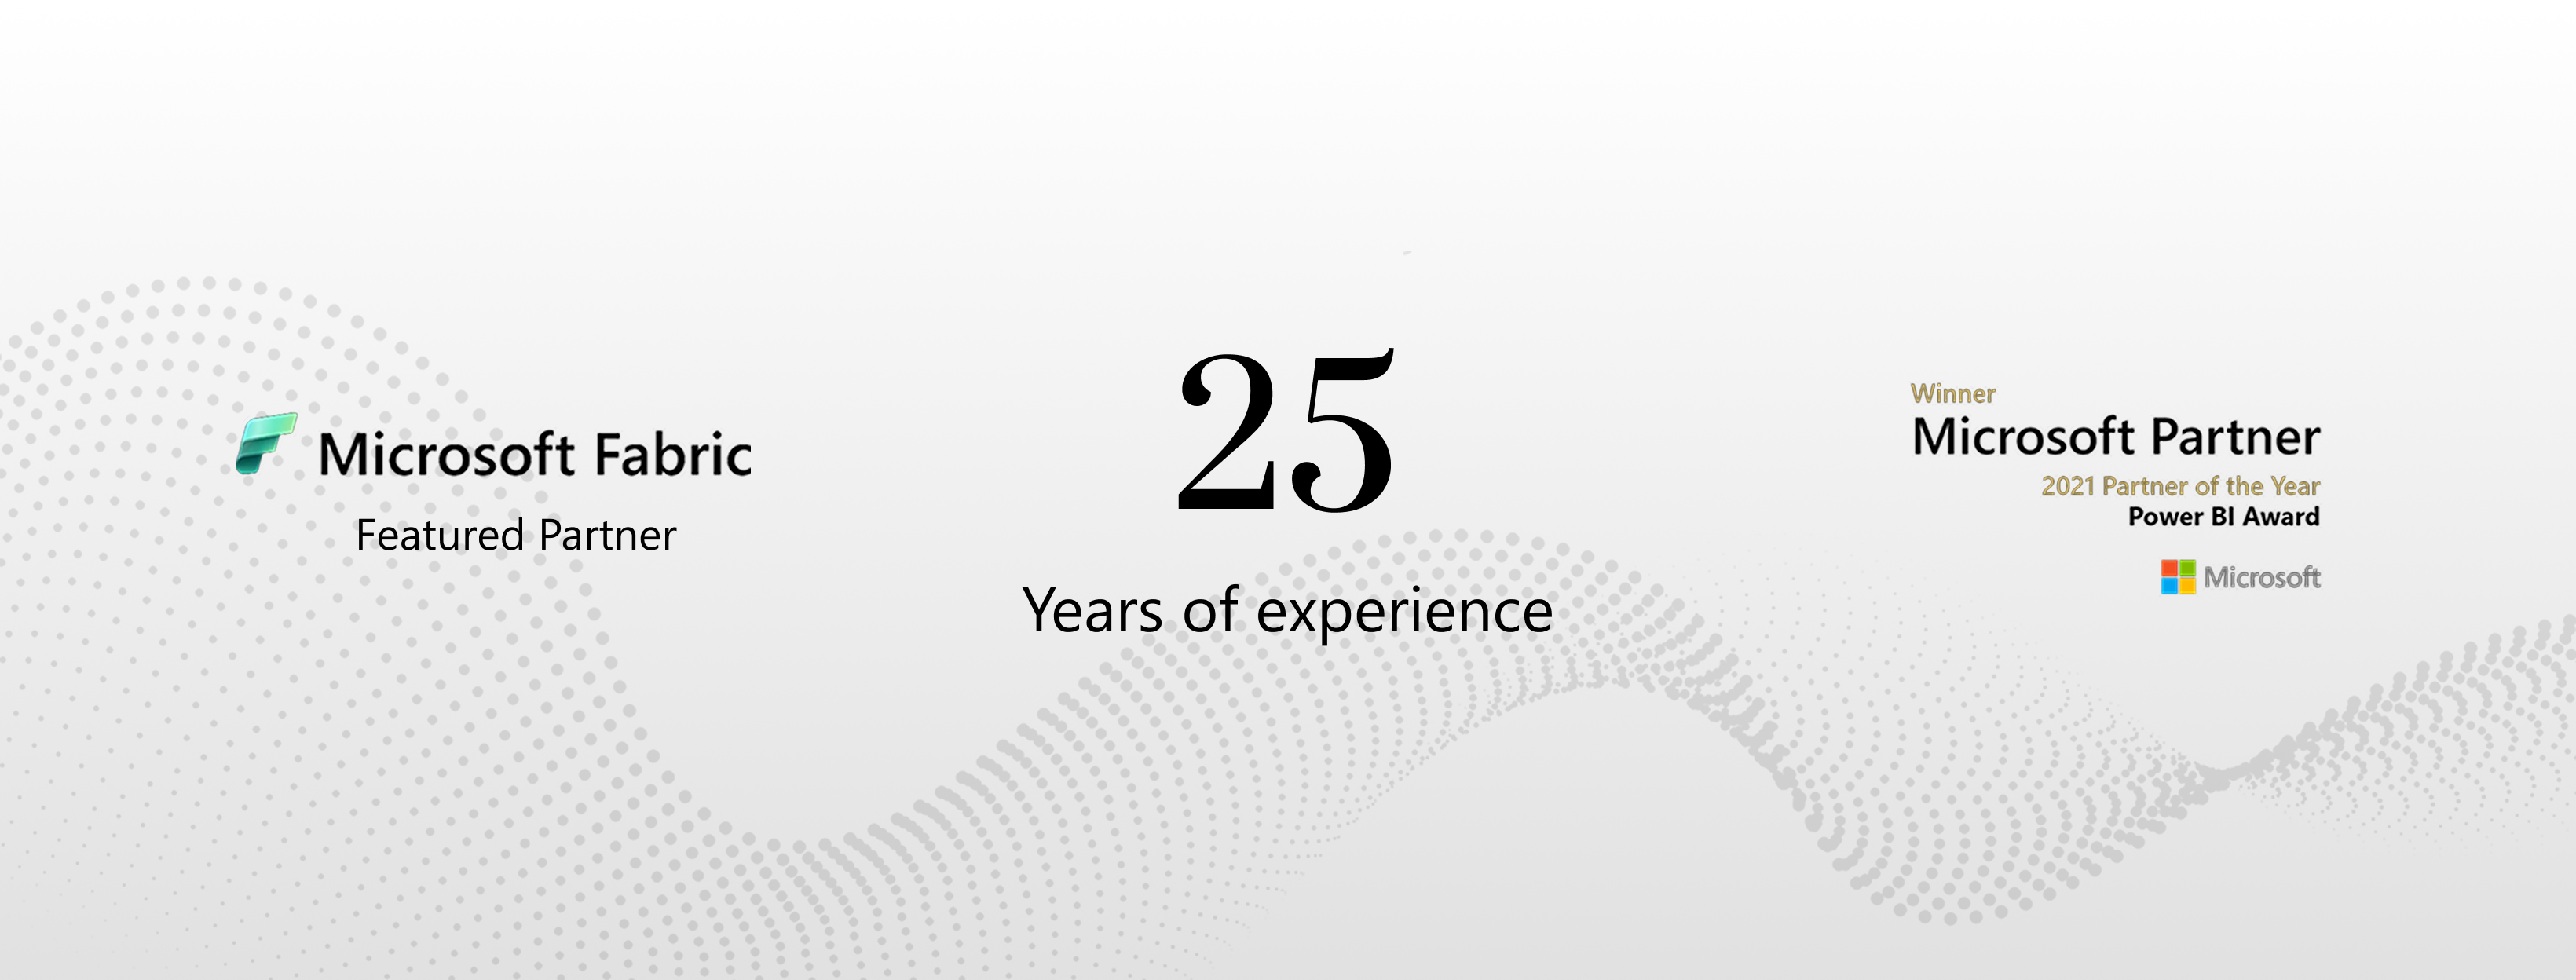 Microsoft Fabric
Featured Partner
25
Years of experience
Winner
Microsoft Partner
2021 Partner of the Year
Power BI Award
Microsoft